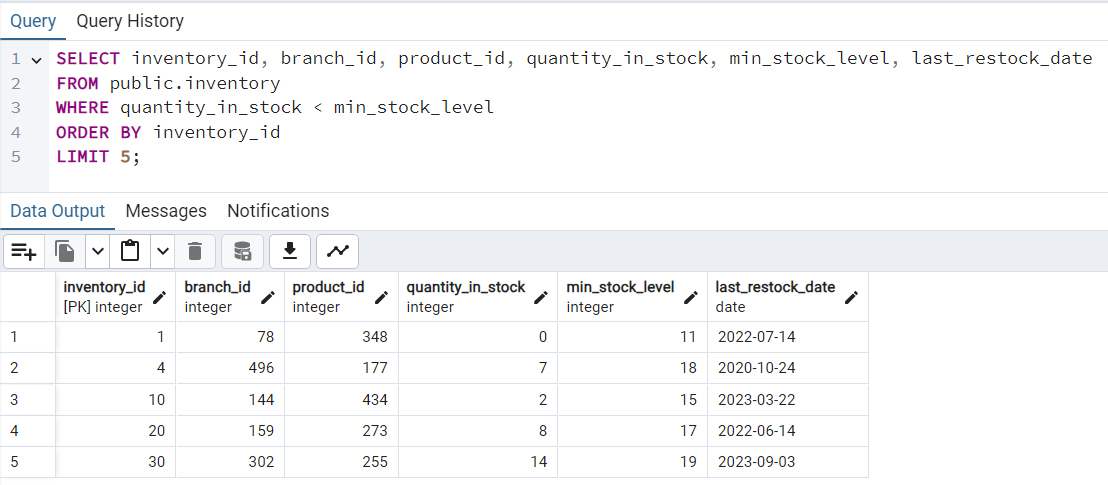 Query Query History
1 SELECT inventory_id, branch_id, product_id, quantity_in_stock, min_stock_level, last_restock_date
2 FROM public.inventory
3 WHERE quantity_in_stock < min_stock_level
4 ORDER BY inventory_id
5 LIMIT 5;
Data Output Messages Notifications
inventory_id branch_id product_id quantity_in_stock min_stock_level last_restock_date
[PK] integer integer integer integer integer date
1 1 78 348 0 11 2022-07-14
2 4 496 177 7 18 2020-10-24
3 10 144 434 2 15 2023-03-22
4 20 159 273 8 17 2022-06-14
5 30 302 255 14 19 2023-09-03